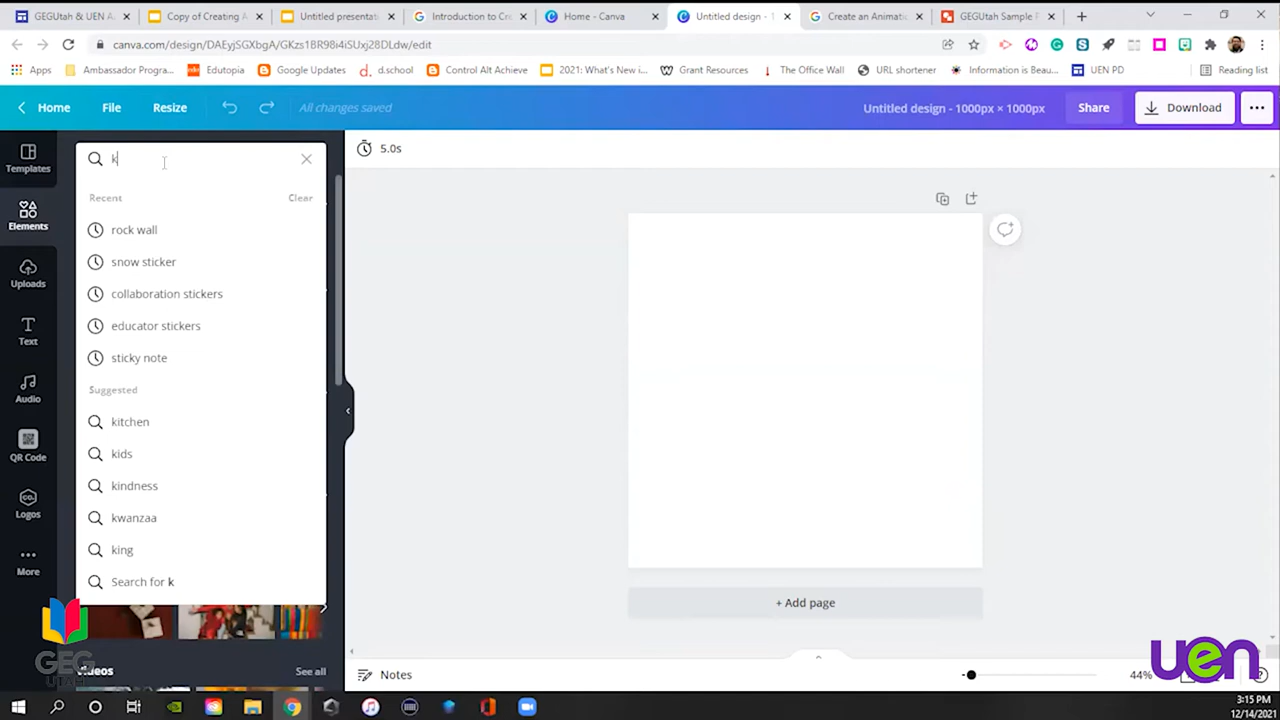 GEGUtah & UEN A
Copy of Creating A
Untitled presentati
Introduction to Cre
Home - Canva
Untitled design - 1
Create an Animatio
GEGUtah Sample P
canva.com/design/DAEyjSGXbgA/GKzs1BR98i4iSUxj28DLdw/edit
Apps
Ambassador Progra...
Edutopia
Google Updates
d.school
Control Alt Achieve
2021: What's New i...
Grant Resources
The Office Wall
URL shortener
Information is Beau...
UEN PD
Reading list
Home
File
Resize
All changes saved
Untitled design - 1000px × 1000px
Share
Download
Templates
Elements
Uploads
Text
Audio
QR Code
Logos
More
k
Recent
Clear
rock wall
snow sticker
collaboration stickers
educator stickers
sticky note
Suggested
kitchen
kids
kindness
kwanzaa
king
Search for k
Videos
See all
5.0s
+ Add page
Notes
44%
GEG
UTAH
uen
3:15 PM
12/14/2021